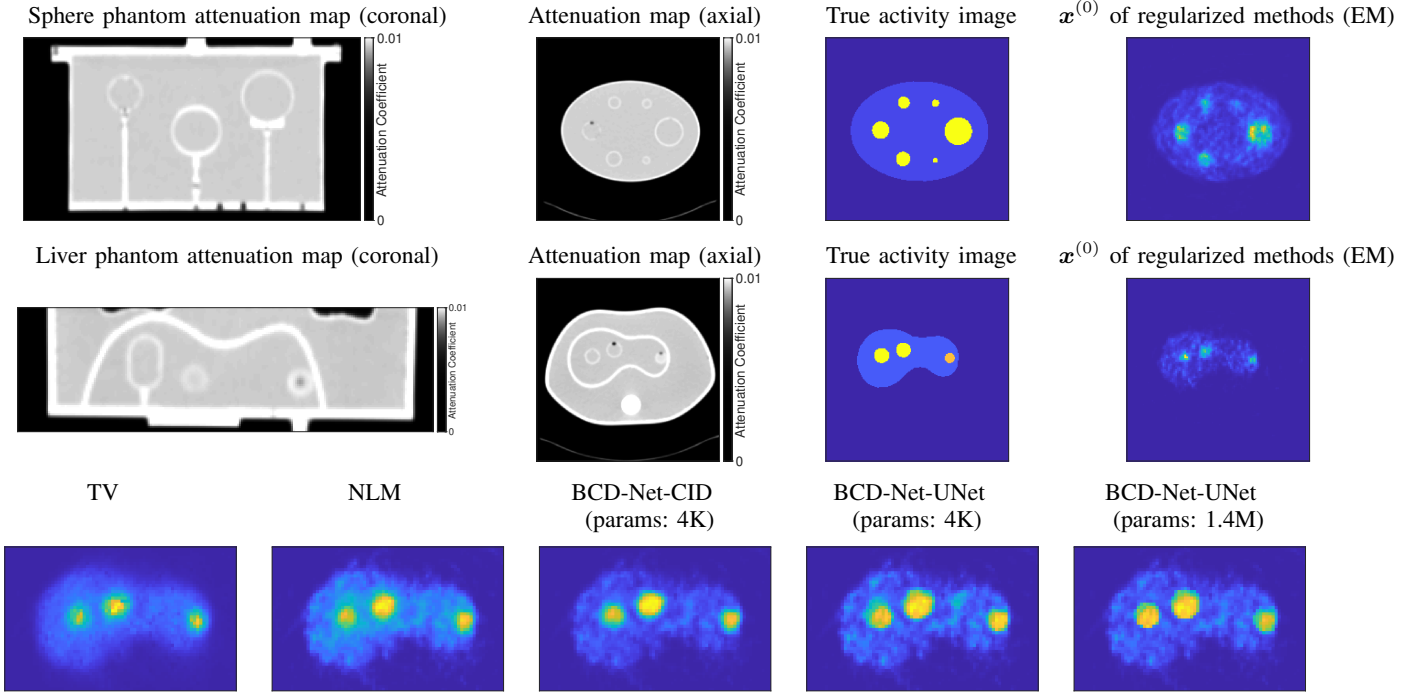 Sphere phantom attenuation map (coronal)
Attenuation map (axial)
True activity image
x^(0) of regularized methods (EM)
0.01
Attenuation Coefficient
0
0.01
Attenuation Coefficient
0
Liver phantom attenuation map (coronal)
Attenuation map (axial)
True activity image
x^(0) of regularized methods (EM)
0.01
Attenuation Coefficient
0
0.01
Attenuation Coefficient
0
TV
NLM
BCD-Net-CID
(params: 4K)
BCD-Net-UNet
(params: 4K)
BCD-Net-UNet
(params: 1.4M)